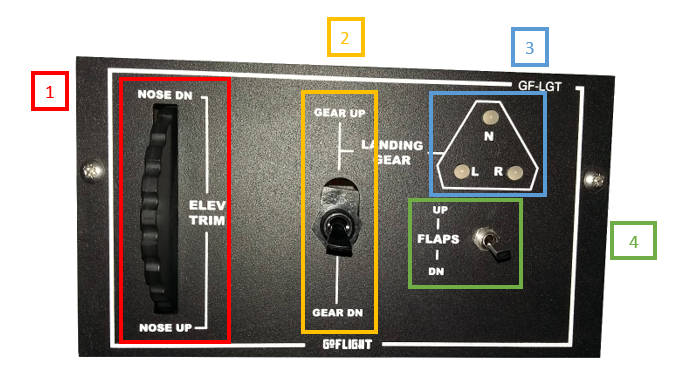 1
2
3
4
GF-LGT
NOSE DN
ELEV
TRIM
NOSE UP
GEAR UP
LANDING
GEAR
GEAR DN
N
L R
UP
FLAPS
DN
GOFLIGHT